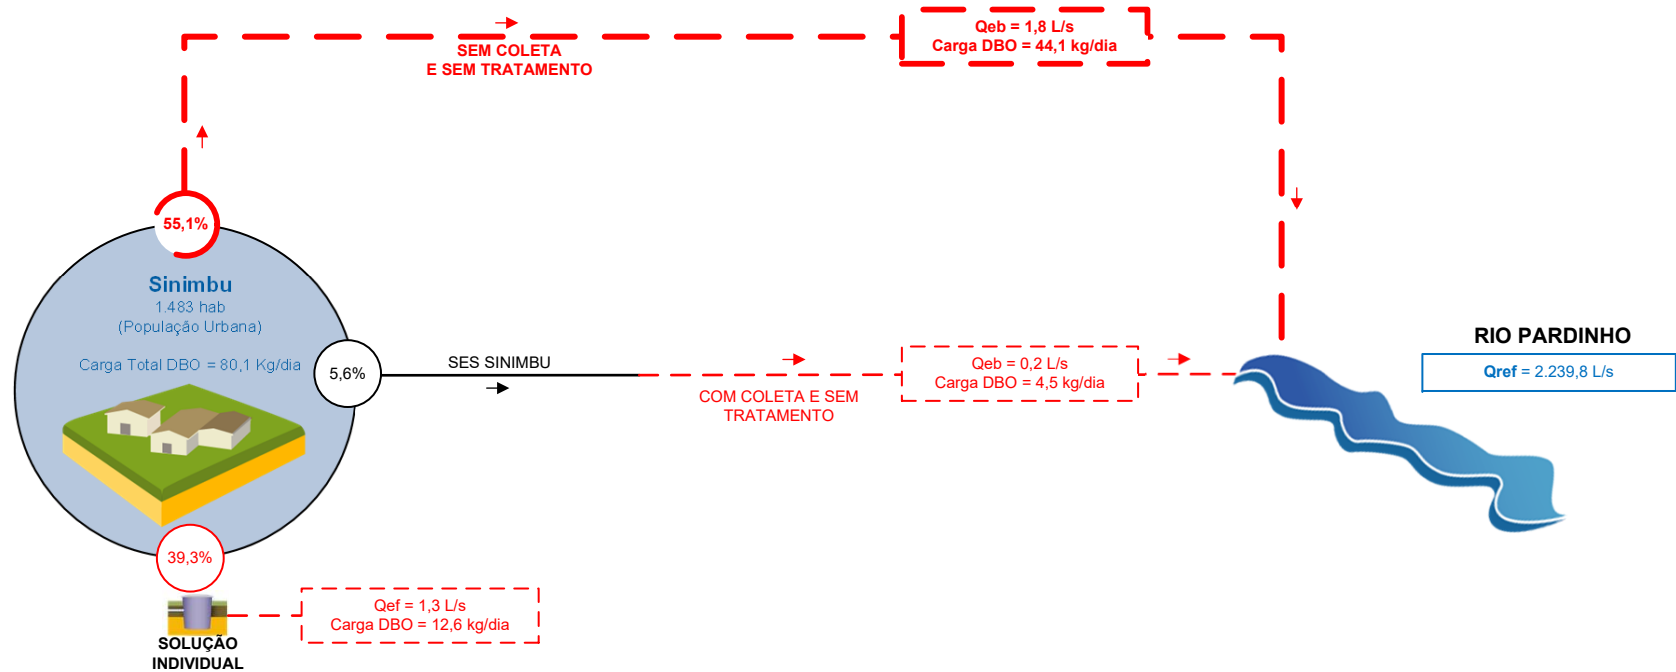 Qeb = 1,8 L/s
Carga DBO = 44,1 kg/dia
SEM COLETA
E SEM TRATAMENTO
55,1%
Sinimbu
1.483 hab
(População Urbana)
Carga Total DBO = 80,1 Kg/dia
5,6%
SES SINIMBU
COM COLETA E SEM
TRATAMENTO
Qeb = 0,2 L/s
Carga DBO = 4,5 kg/dia
RIO PARDINHO
Qref = 2.239,8 L/s
39,3%
SOLUÇÃO
INDIVIDUAL
Qef = 1,3 L/s
Carga DBO = 12,6 kg/dia